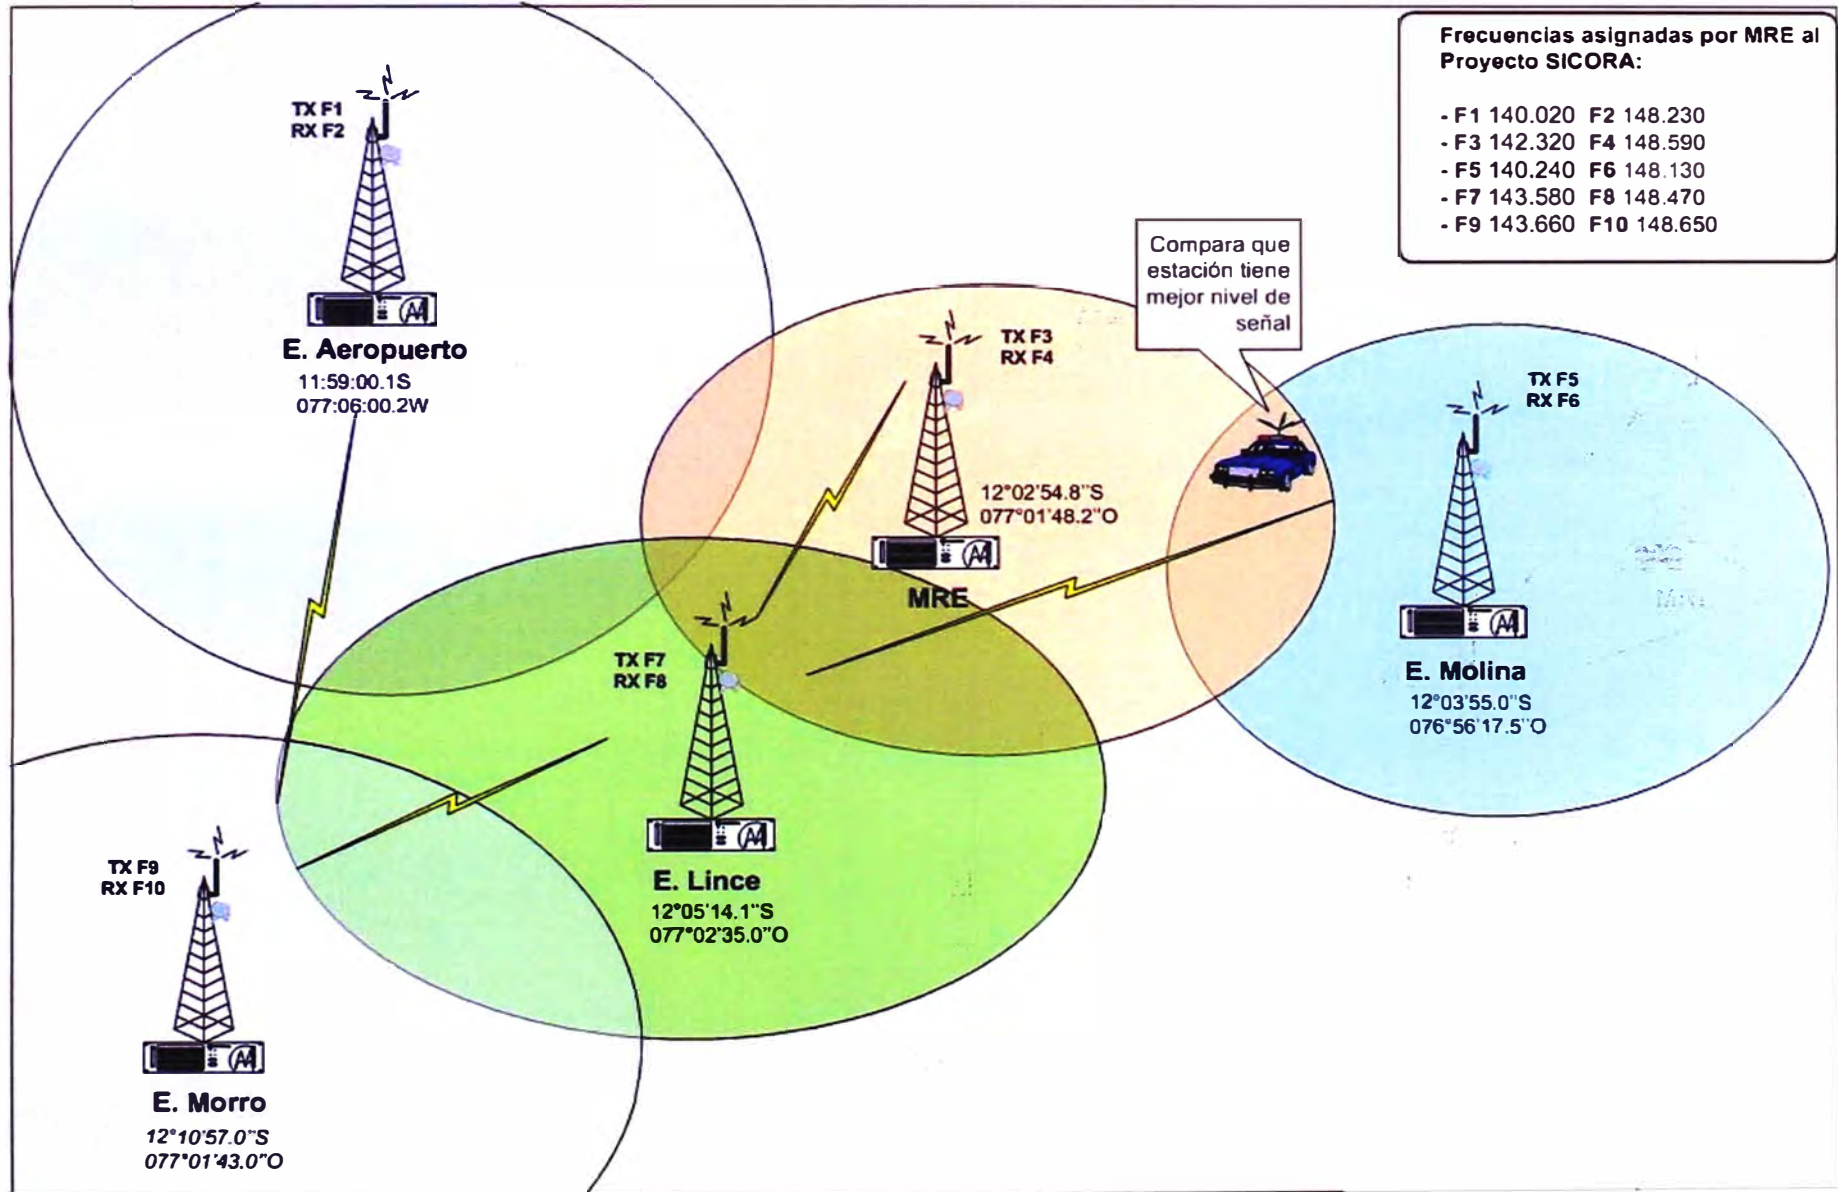 Frecuencias asignadas por MRE al
Proyecto SICORA:
- F1 140.020 F2 148.230
- F3 142.320 F4 148.590
- F5 140.240 F6 148.130
- F7 143.580 F8 148.470
- F9 143.660 F10 148.650
TX F1
RX F2
E. Aeropuerto
11:59:00.1S
077:06:00.2W
Compara que
estación tiene
mejor nivel de
señal
TX F3
RX F4
12°02'54.8"S
077°01'48.2"O
MRE
TX F5
RX F6
E. Molina
12°03'55.0"S
076°56'17.5"O
TX F7
RX F8
E. Lince
12°05'14.1"S
077°02'35.0"O
TX F9
RX F10
E. Morro
12°10'57.0"S
077°01'43.0"O